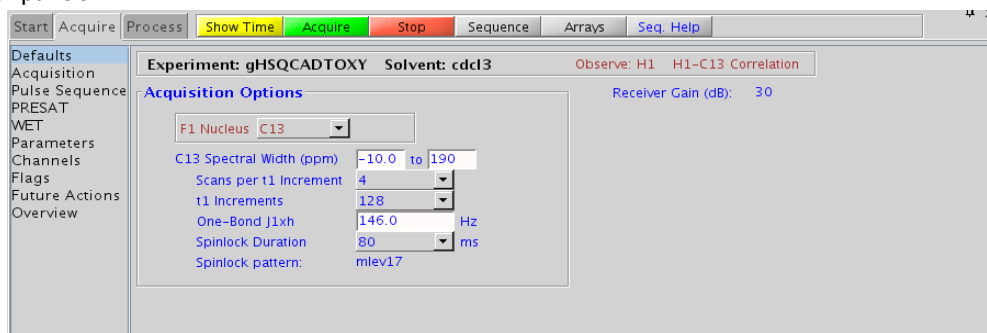 Start Acquire Process Show Time Acquire Stop Sequence Arrays Seq. Help
Defaults
Acquisition
Pulse Sequence
PRESAT
WET
Parameters
Channels
Flags
Future Actions
Overview
Experiment: gHSQCADTOXY Solvent: cdcl3 Observe: H1 H1-C13 Correlation
Acquisition Options
Receiver Gain (dB): 30
F1 Nucleus C13
C13 Spectral Width (ppm) -10.0 to 190
Scans per t1 Increment 4
t1 Increments 128
One-Bond J1xh 146.0 Hz
Spinlock Duration 80 ms
Spinlock pattern: mlev17